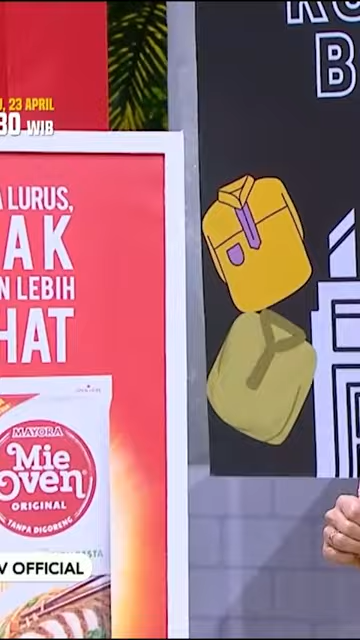 , 23 APRIL
30 WIB
LURUS,
AK
N LEBIH
HAT
MAYORA
Mie
Oven
ORIGINAL
TANPA DIGORENG
V OFFICIAL
B